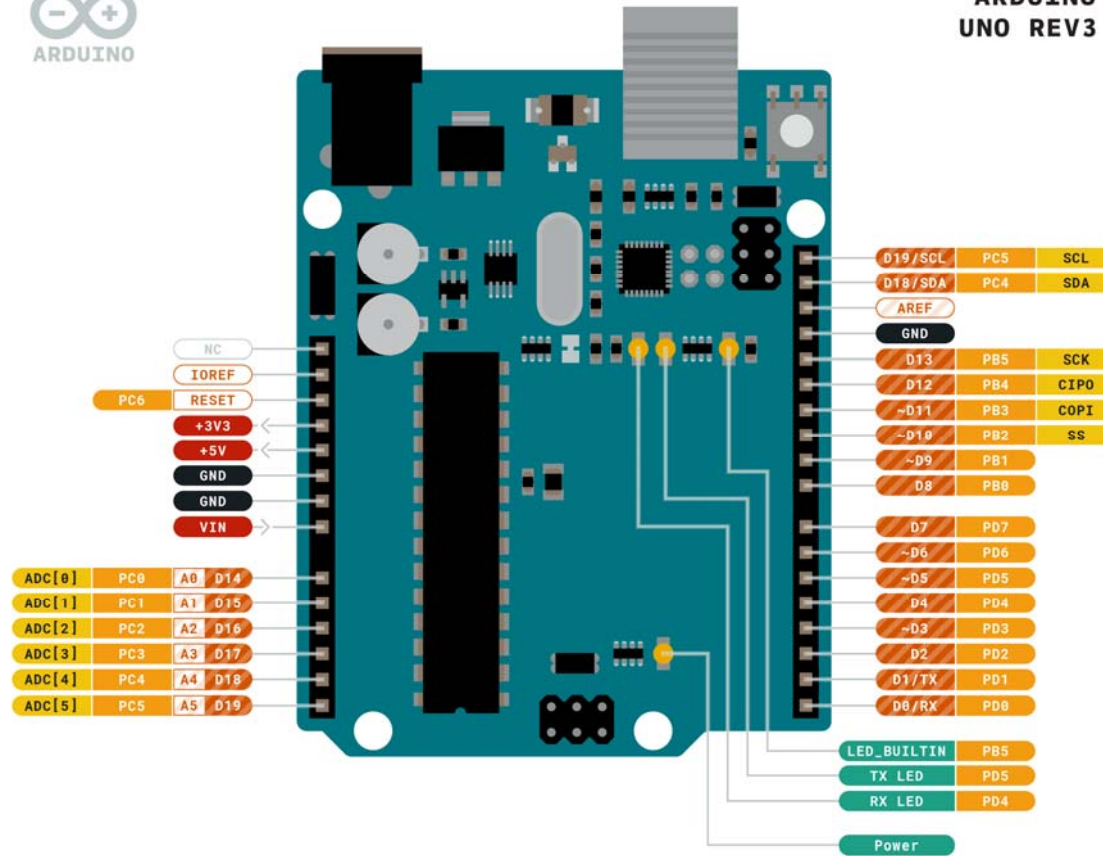 ARDUINO
ARDUINO
UNO REV3
NC
IOREF
PC6 RESET
+3V3
+5V
GND
GND
VIN
ADC[0] PC0 A0 D14
ADC[1] PC1 A1 D15
ADC[2] PC2 A2 D16
ADC[3] PC3 A3 D17
ADC[4] PC4 A4 D18
ADC[5] PC5 A5 D19
D19/SCL PC5 SCL
D18/SDA PC4 SDA
AREF
GND
D13 PB5 SCK
D12 PB4 CIPO
~D11 PB3 COPI
~D10 PB2 SS
~D9 PB1
D8 PB0
D7 PD7
~D6 PD6
~D5 PD5
D4 PD4
~D3 PD3
D2 PD2
D1/TX PD1
D0/RX PD0
LED_BUILTIN PB5
TX LED PD5
RX LED PD4
Power